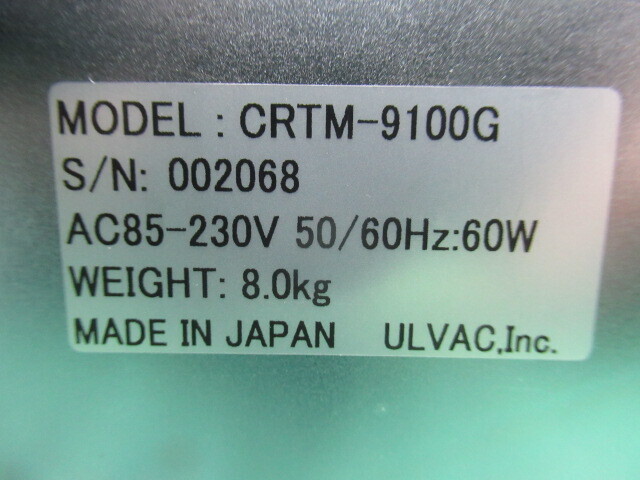 MODEL : CRTM-9100G
S/N: 002068
AC85-230V 50/60Hz:60W
WEIGHT: 8.0kg
MADE IN JAPAN ULVAC,Inc.